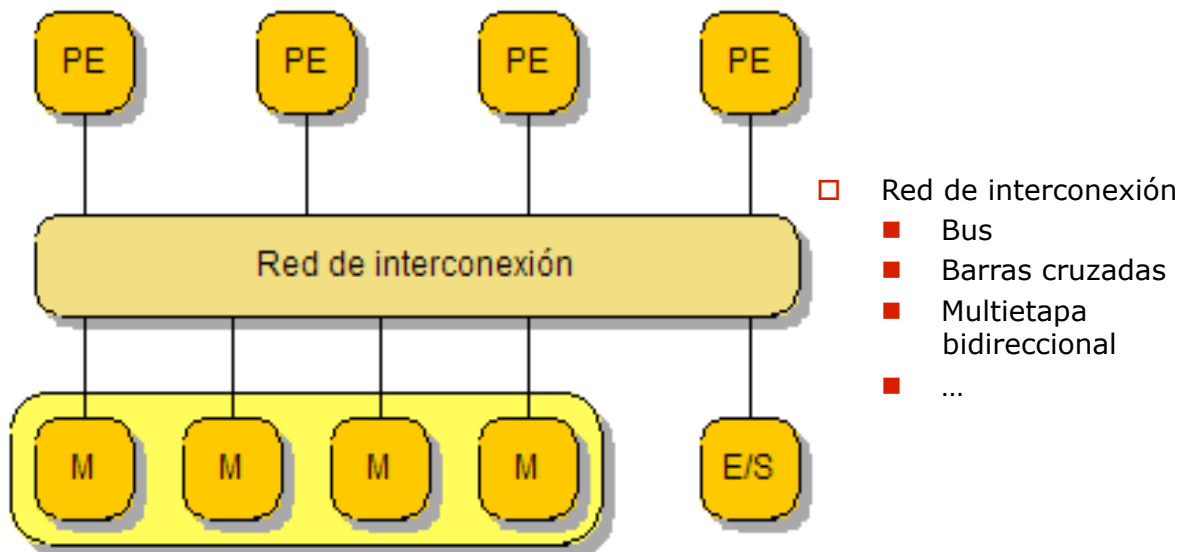 PE PE PE PE
Red de interconexión
M M M M E/S
Red de interconexión
Bus
Barras cruzadas
Multietapa
bidireccional
...